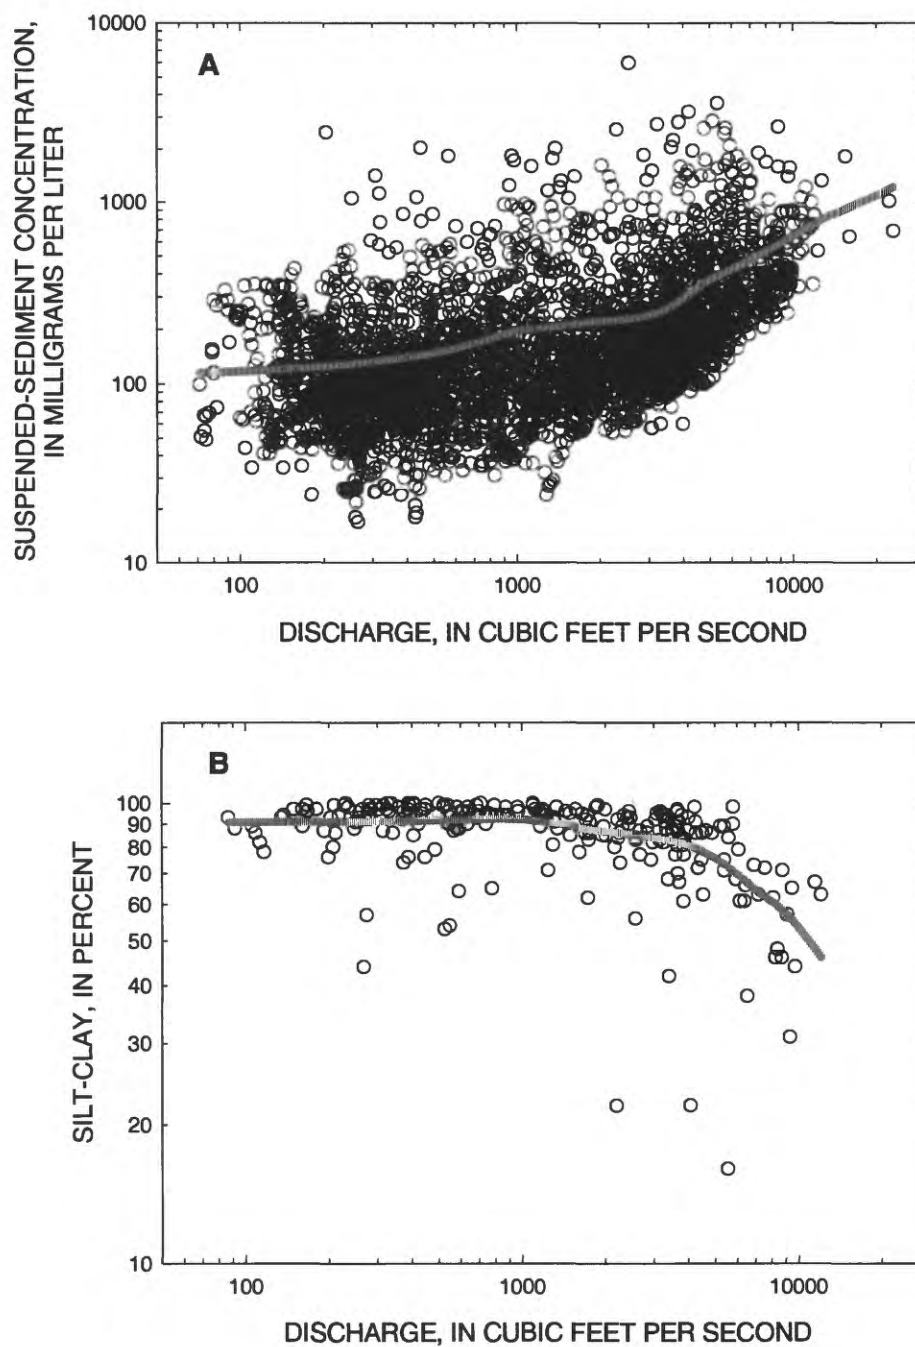 A
SUSPENDED-SEDIMENT CONCENTRATION,
IN MILLIGRAMS PER LITER
10000
1000
100
10
100 1000 10000
DISCHARGE, IN CUBIC FEET PER SECOND
B
SILT-CLAY, IN PERCENT
100
90
80
70
60
50
40
30
20
10
100 1000 10000
DISCHARGE, IN CUBIC FEET PER SECOND